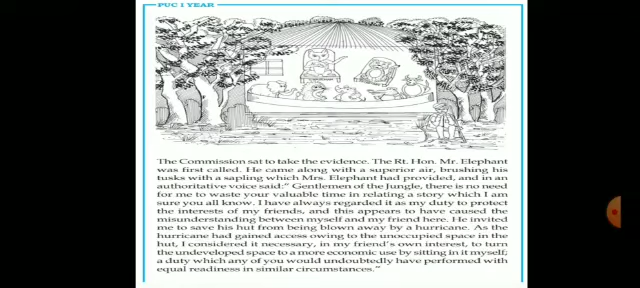 PUC I YEAR
The Commission sat to take the evidence. The Rt. Hon. Mr. Elephant
was first called. He came along with a superior air, brushing his
tusks with a sapling which Mrs. Elephant had provided, and in an
authoritative voice said:“ Gentlemen of the Jungle, there is no need
for me to waste your valuable time in relating a story which I am
sure you all know. I have always regarded it as my duty to protect
the interests of my friends, and this appears to have caused the
misunderstanding between myself and my friend here. He invited
me to save his hut from being blown away by a hurricane. As
the hurricane had gained access owing to the unoccupied space in the
hut, I considered it necessary, in my friend's own interest, to turn
the undeveloped space to a more economic use by sitting in it myself;
a duty which any of you would undoubtedly have performed with
equal readiness in similar circumstances.”